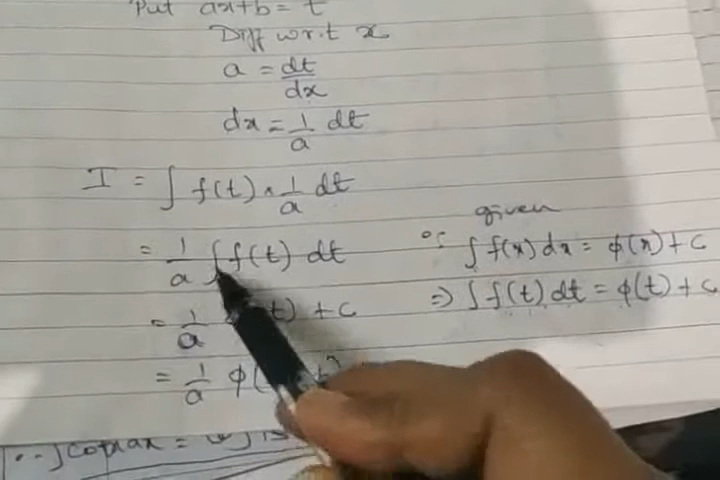 Put ax+b = t
Diff w.r.t x
a = dt/dx
dx = 1/a dt
I = ∫ f(t) . 1/a dt
given
= 1/a ∫ f(t) dt ∵ ∫ f(x) dx = φ(x) + c
= 1/a t) + c ⇒ ∫ f(t) dt = φ(t) + c
= 1/a φ(